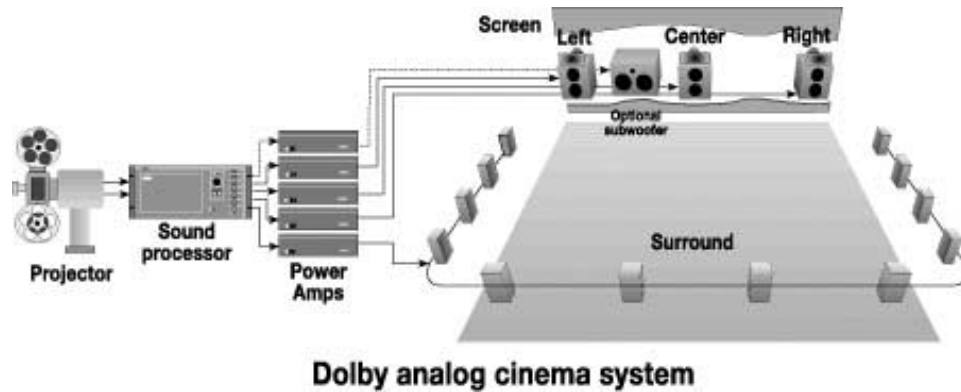 Screen
Left
Center
Right
Optional
subwoofer
Sound
processor
Projector
Power
Amps
Surround
Dolby analog cinema system